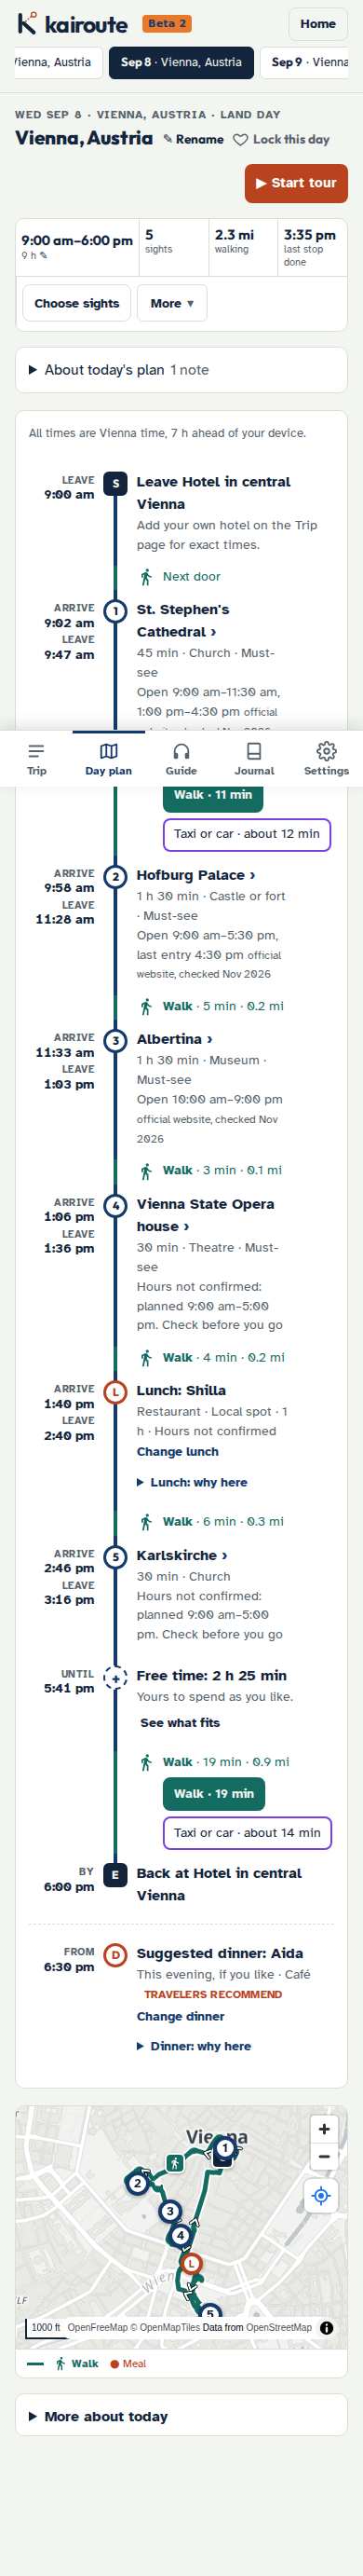 kairoute Beta 2 Home
Vienna, Austria Sep 8 · Vienna, Austria Sep 9 · Vienna
WED SEP 8 · VIENNA, AUSTRIA · LAND DAY
Vienna, Austria ✎ Rename Lock this day
▶ Start tour
9:00 am–6:00 pm
9 h ✎
5
sights
2.3 mi
walking
3:35 pm
last stop
done
Choose sights More ▾
▶ About today's plan 1 note
All times are Vienna time, 7 h ahead of your device.
LEAVE
9:00 am
S
Leave Hotel in central
Vienna
Add your own hotel on the Trip
page for exact times.
Next door
ARRIVE
9:02 am
LEAVE
9:47 am
1
St. Stephen's
Cathedral ›
45 min · Church · Must-
see
Open 9:00 am–11:30 am,
1:00 pm–4:30 pm official
Trip Day plan Guide Journal Settings
Walk · 11 min
Taxi or car · about 12 min
ARRIVE
9:58 am
LEAVE
11:28 am
2
Hofburg Palace ›
1 h 30 min · Castle or fort
· Must-see
Open 9:00 am–5:30 pm,
last entry 4:30 pm official
website, checked Nov 2026
Walk · 5 min · 0.2 mi
ARRIVE
11:33 am
LEAVE
1:03 pm
3
Albertina ›
1 h 30 min · Museum ·
Must-see
Open 10:00 am–9:00 pm
official website, checked Nov
2026
Walk · 3 min · 0.1 mi
ARRIVE
1:06 pm
LEAVE
1:36 pm
4
Vienna State Opera
house ›
30 min · Theatre · Must-
see
Hours not confirmed:
planned 9:00 am–5:00
pm. Check before you go
Walk · 4 min · 0.2 mi
ARRIVE
1:40 pm
LEAVE
2:40 pm
L
Lunch: Shilla
Restaurant · Local spot · 1
h · Hours not confirmed
Change lunch
▶ Lunch: why here
Walk · 6 min · 0.3 mi
ARRIVE
2:46 pm
LEAVE
3:16 pm
5
Karlskirche ›
30 min · Church
Hours not confirmed:
planned 9:00 am–5:00
pm. Check before you go
UNTIL
5:41 pm
+
Free time: 2 h 25 min
Yours to spend as you like.
See what fits
Walk · 19 min · 0.9 mi
Walk · 19 min
Taxi or car · about 14 min
BY
6:00 pm
E
Back at Hotel in central
Vienna
FROM
6:30 pm
D
Suggested dinner: Aida
This evening, if you like · Café
TRAVELERS RECOMMEND
Change dinner
▶ Dinner: why here
Vienna
1
2
3
4
L
5
Wien
LF
+
−
1000 ft OpenFreeMap © OpenMapTiles Data from OpenStreetMap
Walk Meal
▶ More about today